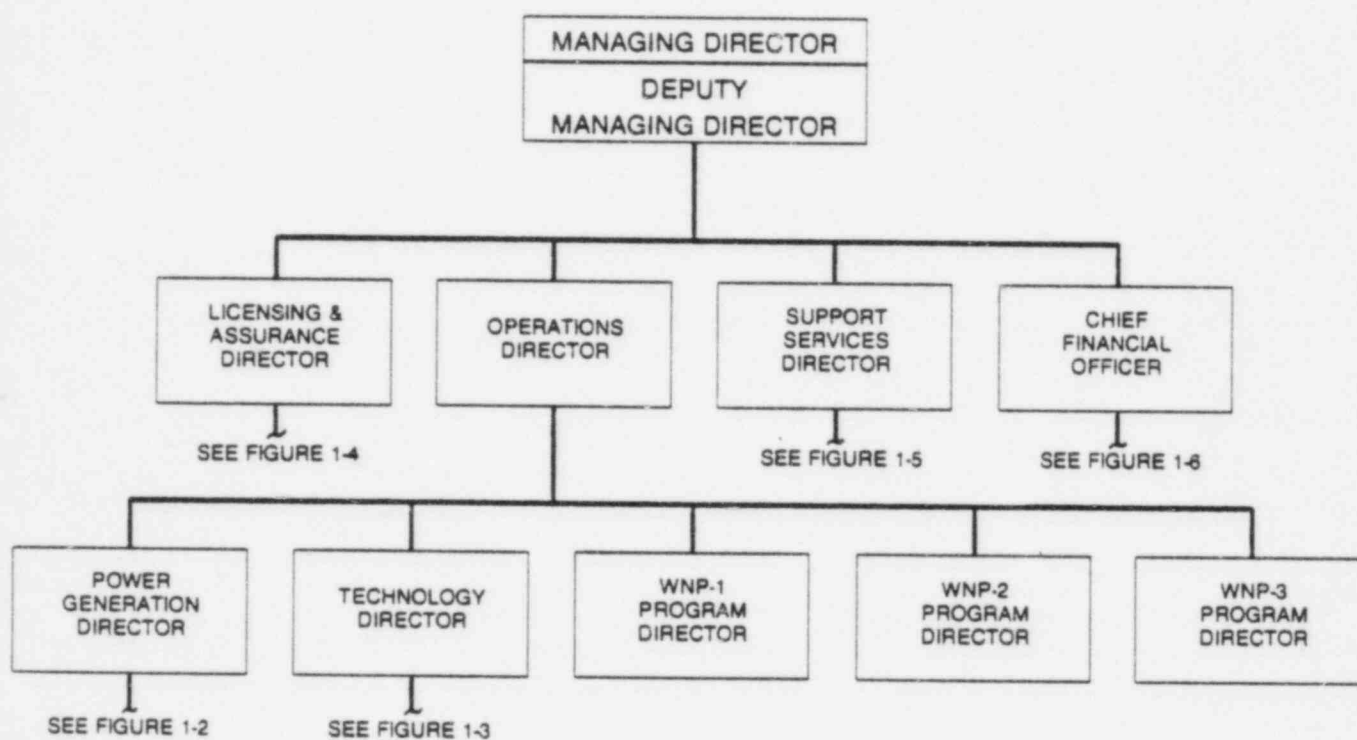 MANAGING DIRECTOR
DEPUTY
MANAGING DIRECTOR
LICENSING &
ASSURANCE
DIRECTOR
OPERATIONS
DIRECTOR
SUPPORT
SERVICES
DIRECTOR
CHIEF
FINANCIAL
OFFICER
SEE FIGURE 1-4
SEE FIGURE 1-5
SEE FIGURE 1-6
POWER
GENERATION
DIRECTOR
TECHNOLOGY
DIRECTOR
WNP-1
PROGRAM
DIRECTOR
WNP-2
PROGRAM
DIRECTOR
WNP-3
PROGRAM
DIRECTOR
SEE FIGURE 1-2
SEE FIGURE 1-3